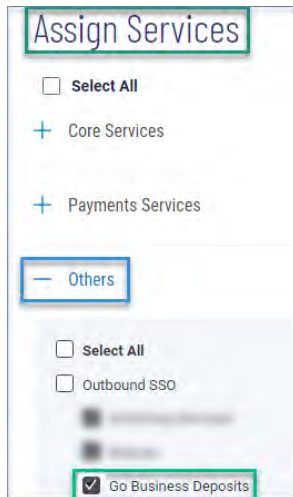 Assign Services
Select All
Core Services
Payments Services
Others
Select All
Outbound SSO
Go Business Deposits